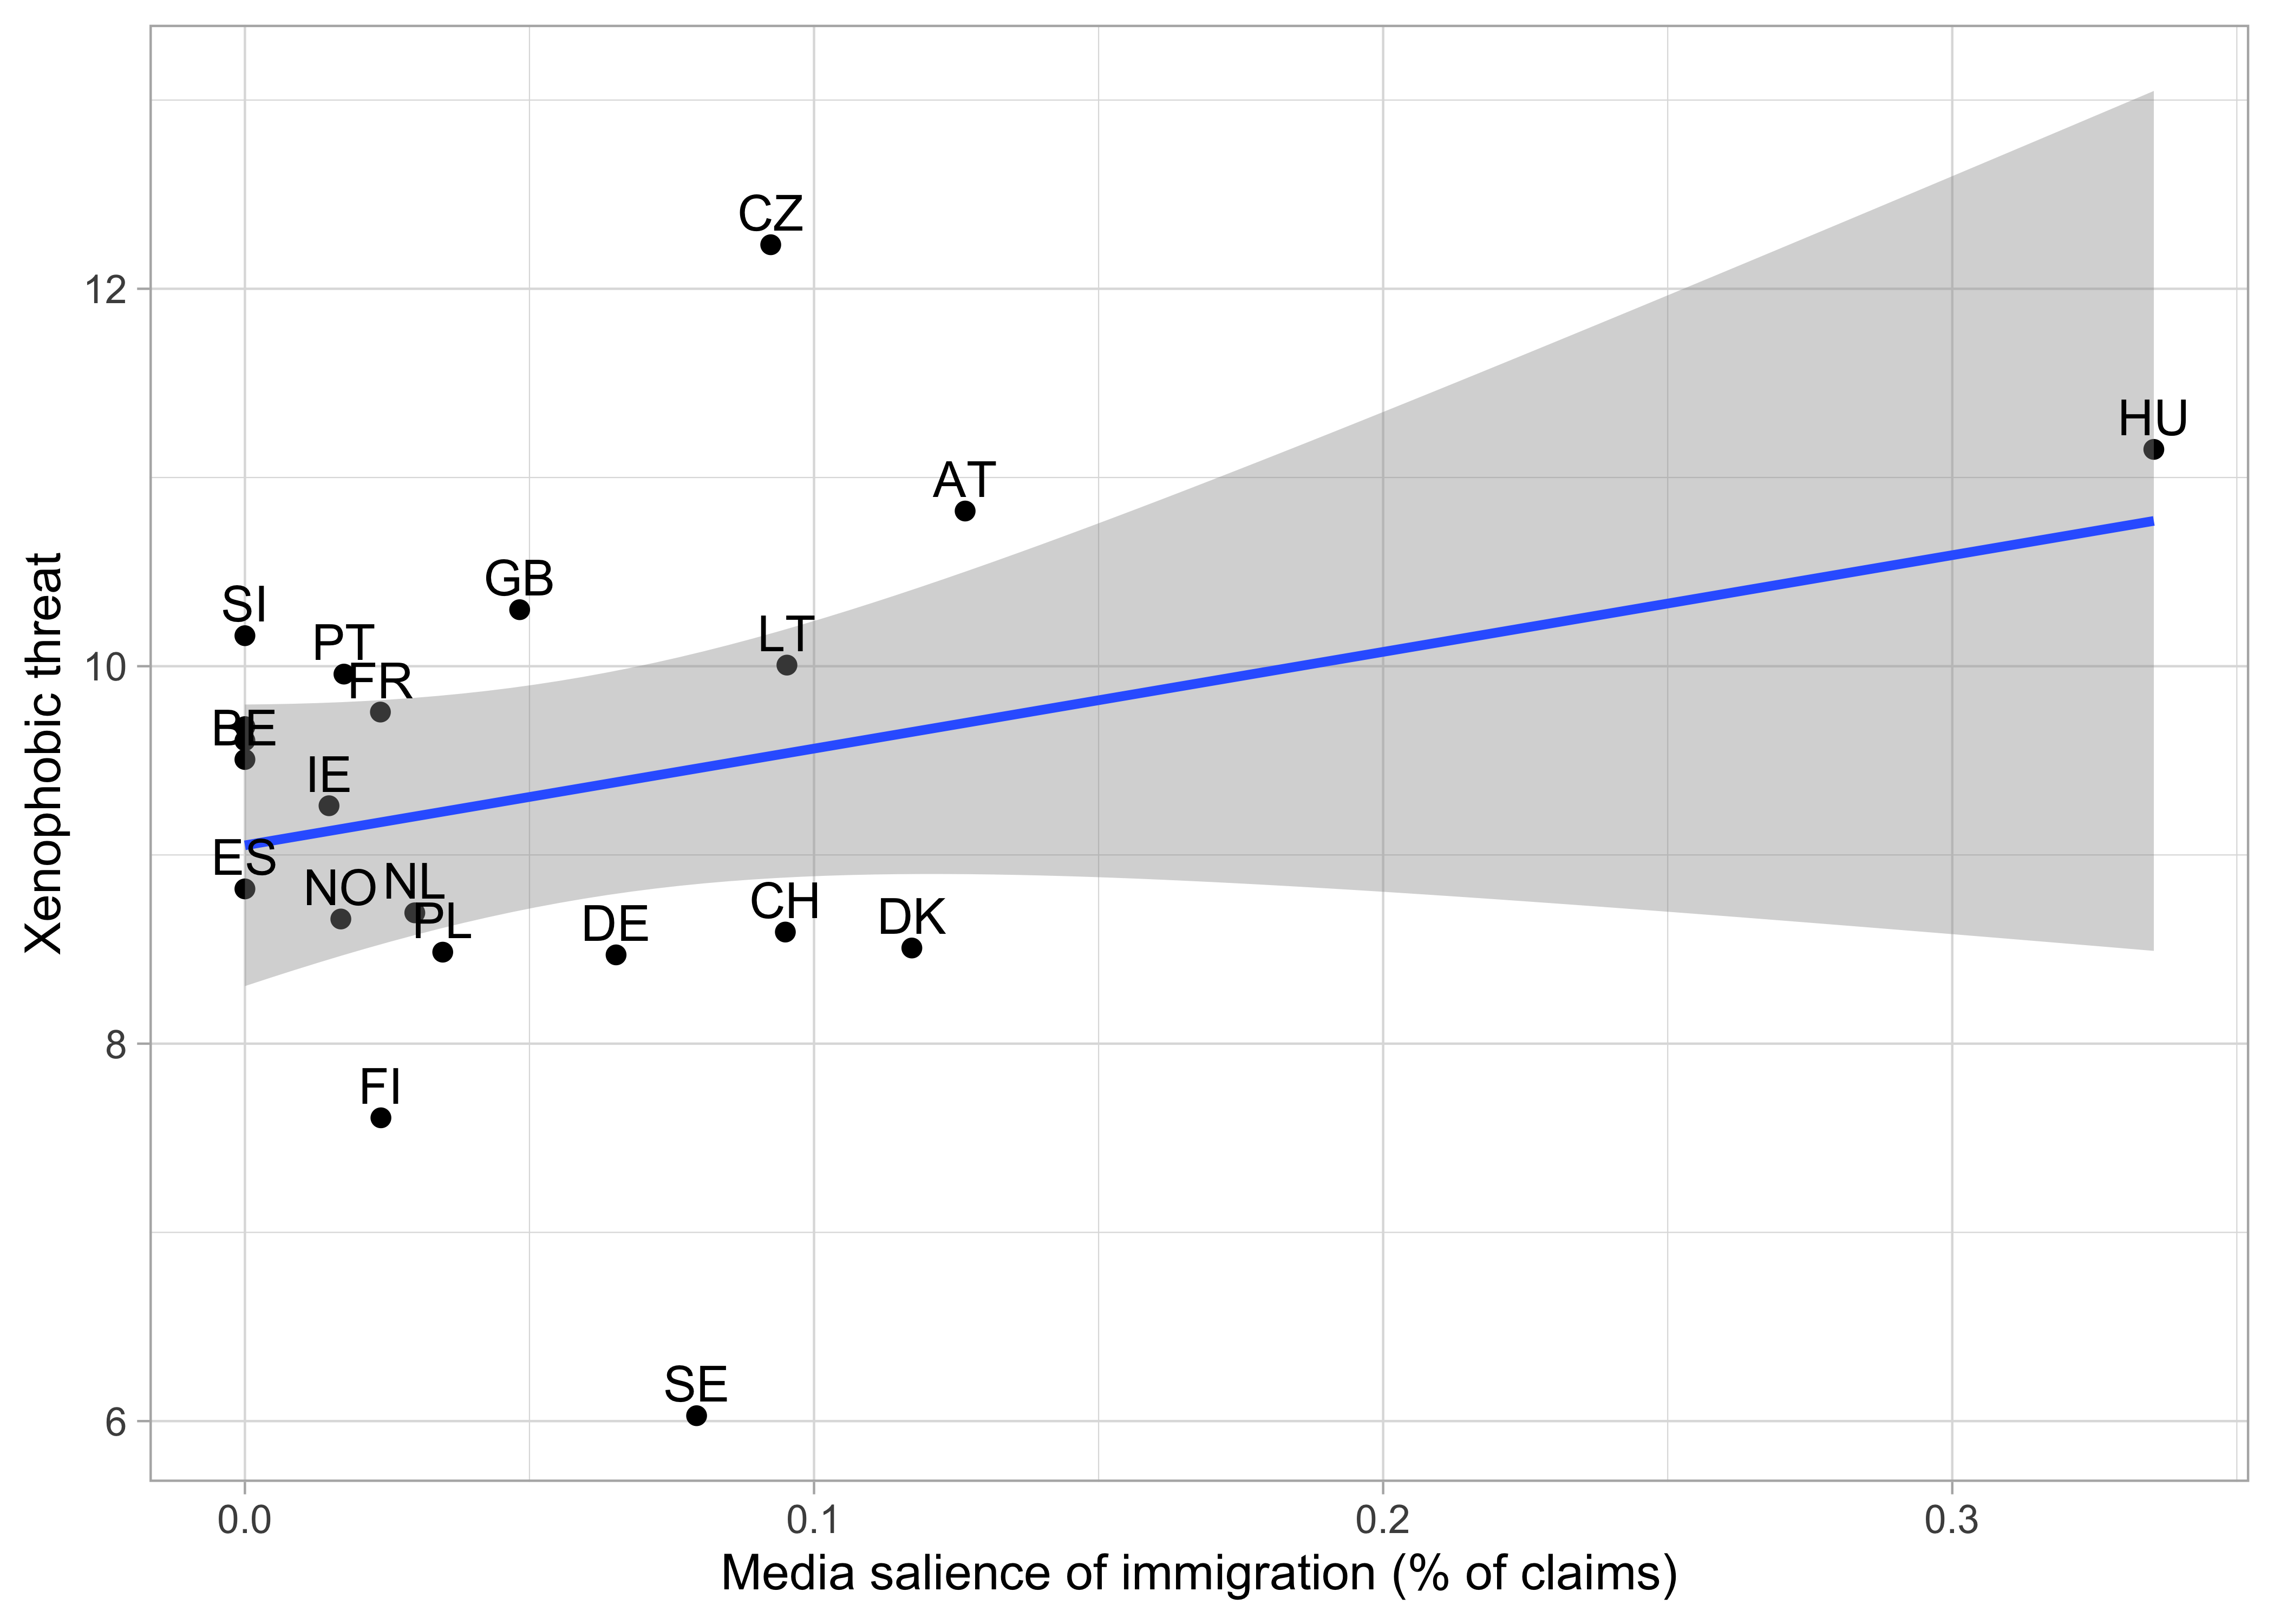 CZ
12
HU
AT
GB
SI
LT
PT
10
FR
BE
IE
ES
NL
NO
CH
PL
DK
DE
8
FI
SE
6
0.0
0.1
0.2
0.3
Xenophobic threat
Media salience of immigration (% of claims)